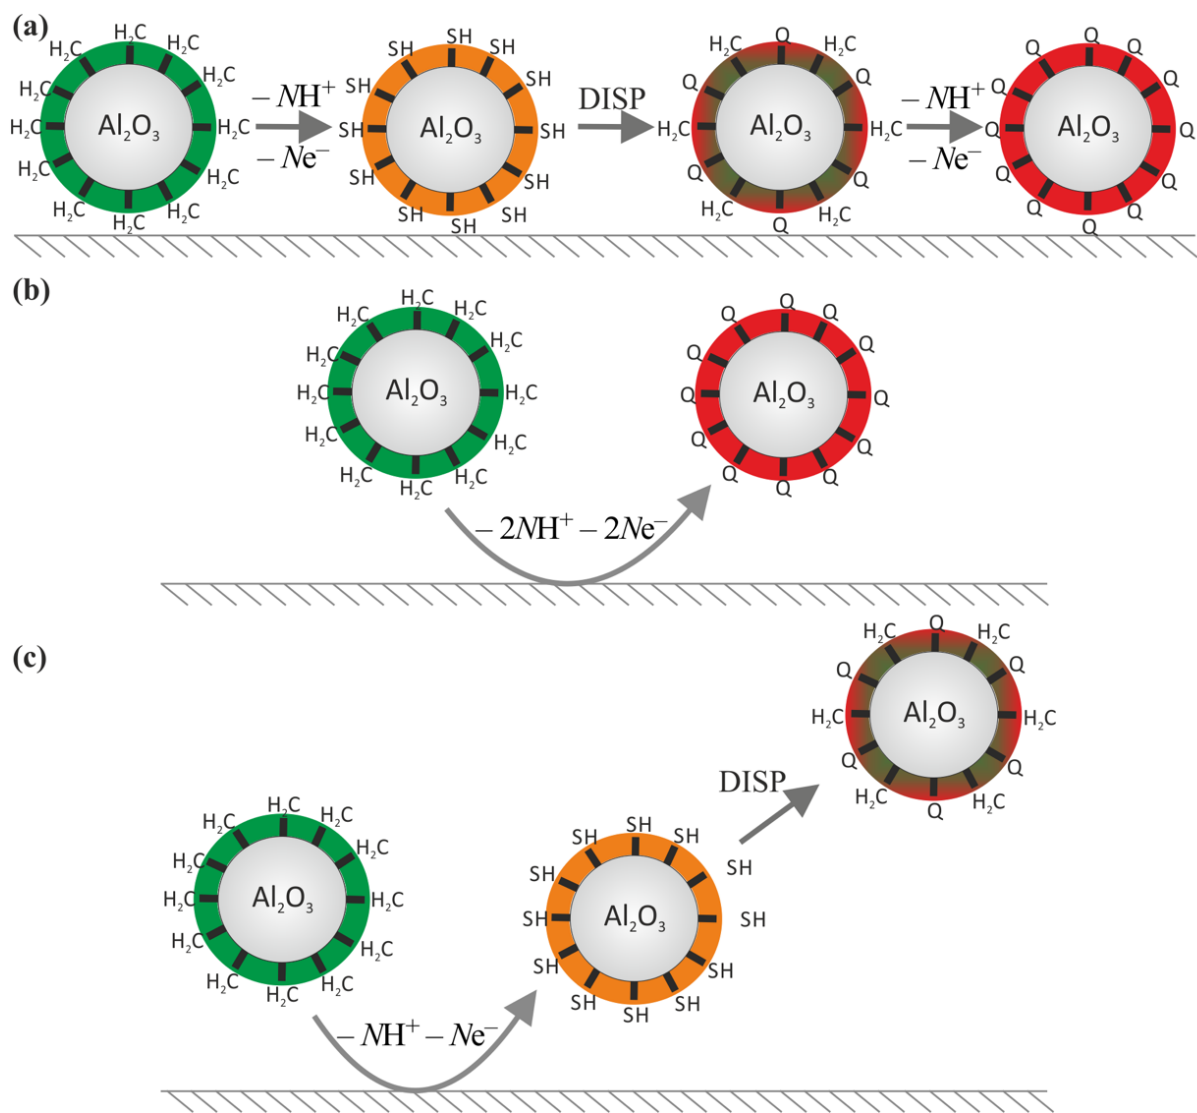 (a)
H₂C
H₂C
H₂C
H₂C
H₂C
H₂C
Al₂O₃
H₂C
H₂C
H₂C
H₂C
H₂C
H₂C
– NH⁺
– Ne⁻
SH
SH
SH
SH
SH
SH
Al₂O₃
SH
SH
SH
SH
SH
SH
DISP
H₂C
Q
H₂C
Q
Q
H₂C
Al₂O₃
H₂C
Q
Q
H₂C
H₂C
Q
– NH⁺
– Ne⁻
Q
Q
Q
Q
Q
Q
Al₂O₃
Q
Q
Q
Q
Q
Q
(b)
H₂C
H₂C
H₂C
H₂C
H₂C
H₂C
Al₂O₃
H₂C
H₂C
H₂C
H₂C
H₂C
H₂C
Q
Q
Q
Q
Q
Q
Al₂O₃
Q
Q
Q
Q
Q
Q
– 2NH⁺ – 2Ne⁻
(c)
H₂C
Q
H₂C
Q
Q
H₂C
Al₂O₃
H₂C
Q
Q
H₂C
H₂C
Q
DISP
H₂C
H₂C
H₂C
H₂C
H₂C
H₂C
Al₂O₃
H₂C
H₂C
H₂C
H₂C
H₂C
H₂C
SH
SH
SH
SH
SH
SH
Al₂O₃
SH
SH
SH
SH
SH
SH
– NH⁺ – Ne⁻